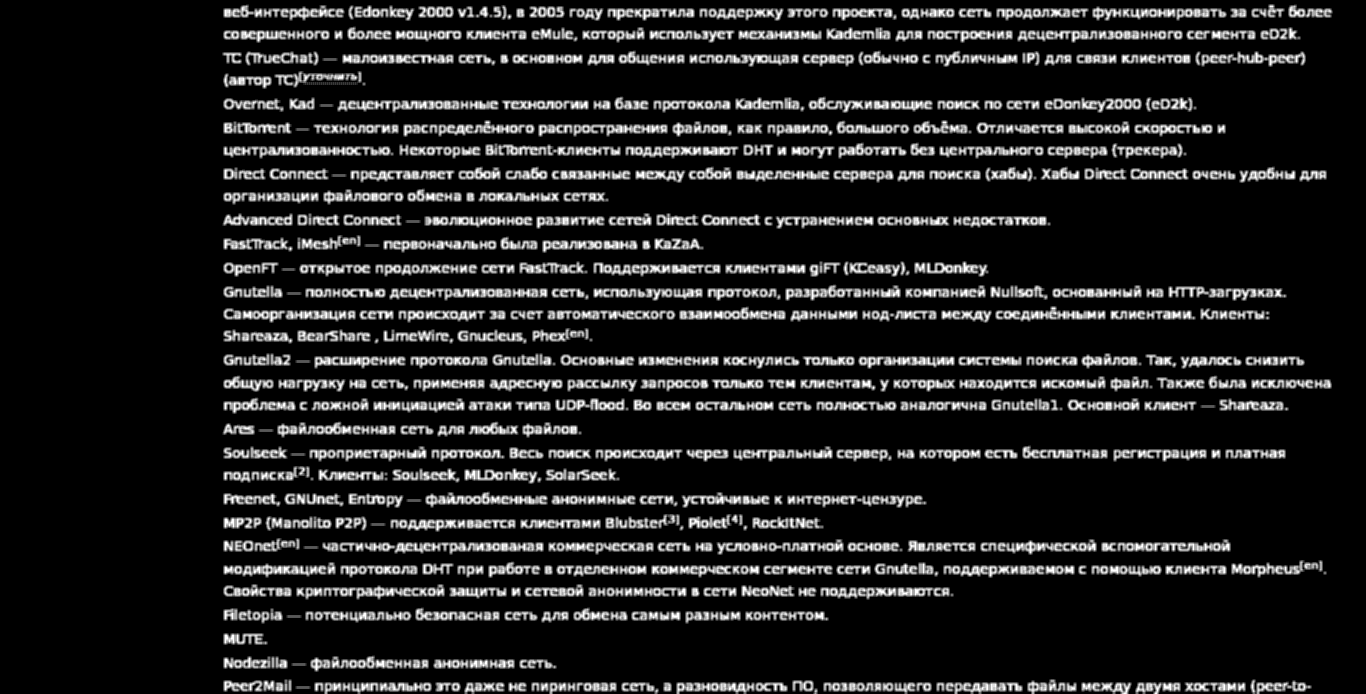 веб-интерфейсе (Edonkey 2000 v1.4.5), в 2005 году прекратила поддержку этого проекта, однако сеть продолжает функционировать за счёт более
совершенного и более мощного клиента eMule, который использует механизмы Kademlia для построения децентрализованного сегмента eD2k.
TC (TrueChat) — малоизвестная сеть, в основном для общения использующая сервер (обычно с публичным IP) для связи клиентов (peer-hub-peer)
(автор TC)[уточнить].
Overnet, Kad — децентрализованные технологии на базе протокола Kademlia, обслуживающие поиск по сети eDonkey2000 (eD2k).
BitTorrent — технология распределённого распространения файлов, как правило, большого объёма. Отличается высокой скоростью и
централизованностью. Некоторые BitTorrent-клиенты поддерживают DHT и могут работать без центрального сервера (трекера).
Direct Connect — представляет собой слабо связанные между собой выделенные сервера для поиска (хабы). Хабы Direct Connect очень удобны для
организации файлового обмена в локальных сетях.
Advanced Direct Connect — эволюционное развитие сетей Direct Connect с устранением основных недостатков.
FastTrack, iMesh[en] — первоначально была реализована в KaZaA.
OpenFT — открытое продолжение сети FastTrack. Поддерживается клиентами giFT (KCeasy), MLDonkey.
Gnutella — полностью децентрализованная сеть, использующая протокол, разработанный компанией Nullsoft, основанный на HTTP-загрузках.
Самоорганизация сети происходит за счет автоматического взаимообмена данными нод-листа между соединёнными клиентами. Клиенты:
Shareaza, BearShare , LimeWire, Gnucleus, Phex[en].
Gnutella2 — расширение протокола Gnutella. Основные изменения коснулись только организации системы поиска файлов. Так, удалось снизить
общую нагрузку на сеть, применяя адресную рассылку запросов только тем клиентам, у которых находится искомый файл. Также была исключена
проблема с ложной инициацией атаки типа UDP-flood. Во всем остальном сеть полностью аналогична Gnutella1. Основной клиент — Shareaza.
Ares — файлообменная сеть для любых файлов.
Soulseek — проприетарный протокол. Весь поиск происходит через центральный сервер, на котором есть бесплатная регистрация и платная
подписка[2]. Клиенты: Soulseek, MLDonkey, SolarSeek.
Freenet, GNUnet, Entropy — файлообменные анонимные сети, устойчивые к интернет-цензуре.
MP2P (Manolito P2P) — поддерживается клиентами Blubster[3], Piolet[4], RockItNet.
NEOnet[en] — частично-децентрализованая коммерческая сеть на условно-платной основе. Является специфической вспомогательной
модификацией протокола DHT при работе в отделенном коммерческом сегменте сети Gnutella, поддерживаемом с помощью клиента Morpheus[en].
Свойства криптографической защиты и сетевой анонимности в сети NeoNet не поддерживаются.
Filetopia — потенциально безопасная сеть для обмена самым разным контентом.
MUTE.
Nodezilla — файлообменная анонимная сеть.
Peer2Mail — принципиально это даже не пиринговая сеть, а разновидность ПО, позволяющего передавать файлы между двумя хостами (peer-to-